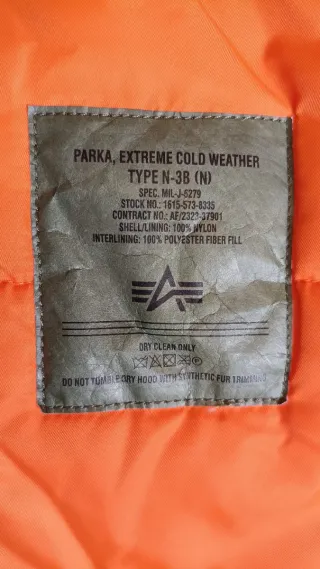 PARKA, EXTREME COLD WEATHER
TYPE N-3B (N)
SPEC. MIL-J-6279
STOCK NO.: 1615-573-8335
CONTRACT NO.: AF/2323-37901
SHELL/LINING: 100% NYLON
INTERLINING: 100% POLYESTER FIBER FILL
DRY CLEAN ONLY
DO NOT TUMBLE DRY HOOD WITH SYNTHETIC FUR TRIMMING